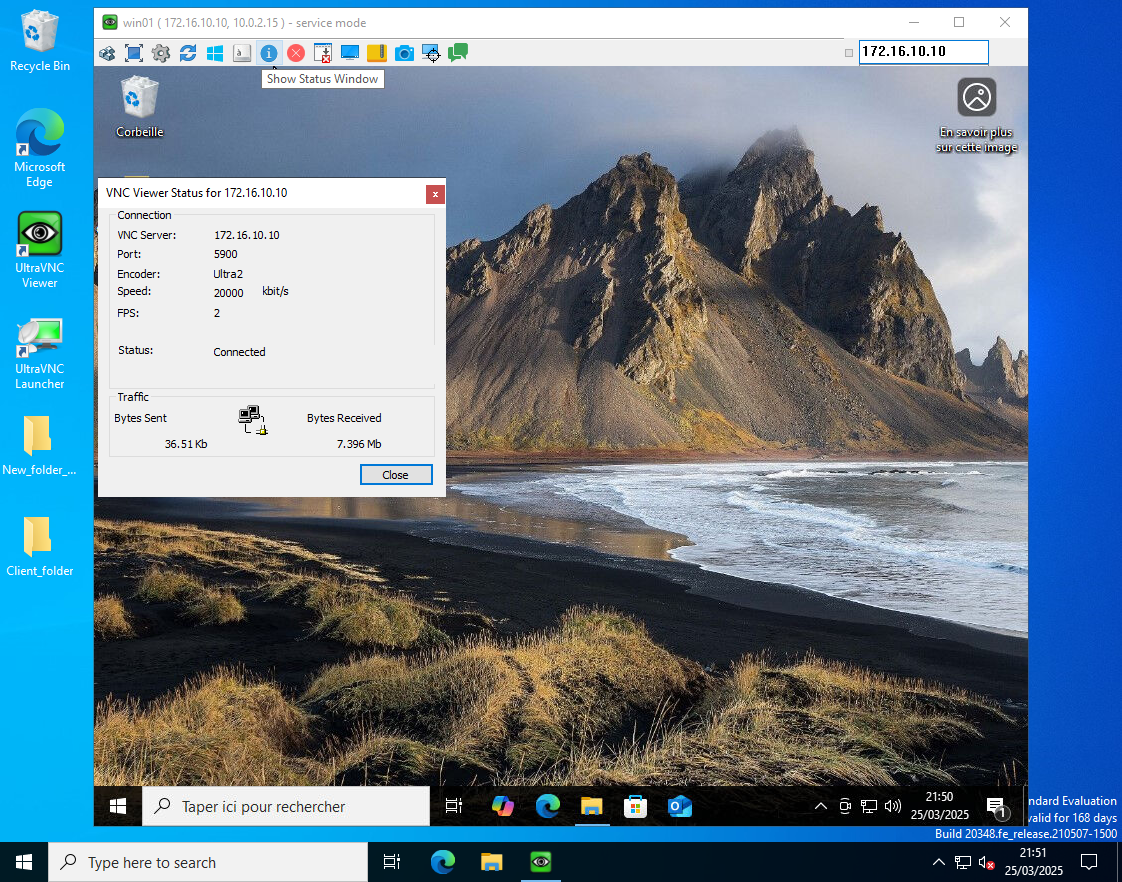 Recycle Bin
Microsoft
Edge
UltraVNC
Viewer
UltraVNC
Launcher
New_folder_...
Client_folder
win01 ( 172.16.10.10, 10.0.2.15 ) - service mode
172.16.10.10
Show Status Window
Corbeille
En savoir plus
sur cette image
VNC Viewer Status for 172.16.10.10
Connection
VNC Server: 172.16.10.10
Port: 5900
Encoder: Ultra2
Speed: 20000 kbit/s
FPS: 2
Status: Connected
Traffic
Bytes Sent Bytes Received
36.51 Kb 7.396 Mb
Close
Taper ici pour rechercher
21:50
25/03/2025
1
ndard Evaluation
valid for 168 days
Build 20348.fe_release.210507-1500
Type here to search
21:51
25/03/2025